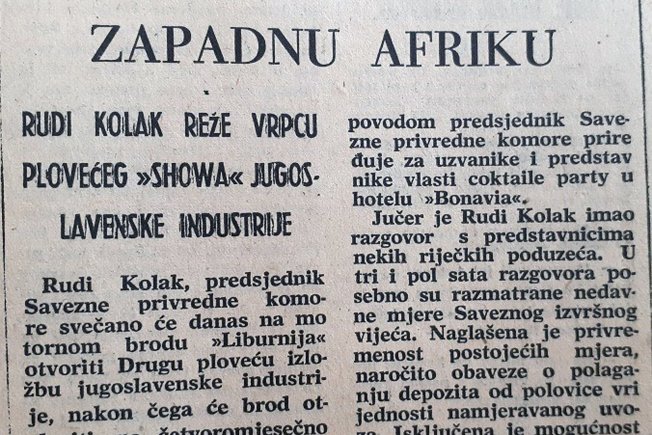 ZAPADNU AFRIKU
RUDI KOLAK REŽE VRPCU
PLOVEĆEG »SHOWA« JUGOS-
LAVENSKE INDUSTRIJE
Rudi Kolak, predsjednik
Savezne privredne komo-
re svečano će danas na mo
tornom brodu »Liburnija«
otvoriti Drugu ploveću izlo-
žbu jugoslavenske industri-
je, nakon čega će brod ot-
četveromjesečno
povodom predsjednik Save
zne privredne komore prire
đuje za uzvanike i predstav
nike vlasti coktaile party u
hotelu »Bonavia«.
Jučer je Rudi Kolak imao
razgovor s predstavnicima
nekih riječkih poduzeća. U
tri i pol sata razgovora po
sebno su razmatrane nedav
ne mjere Saveznog izvršnog
vijeća. Naglašena je privre-
menost postojećih mjera,
naročito obaveze o polaga
nju depozita od polovice vri
jednosti namjeravanog uvo
za. Isključena je mogućnost